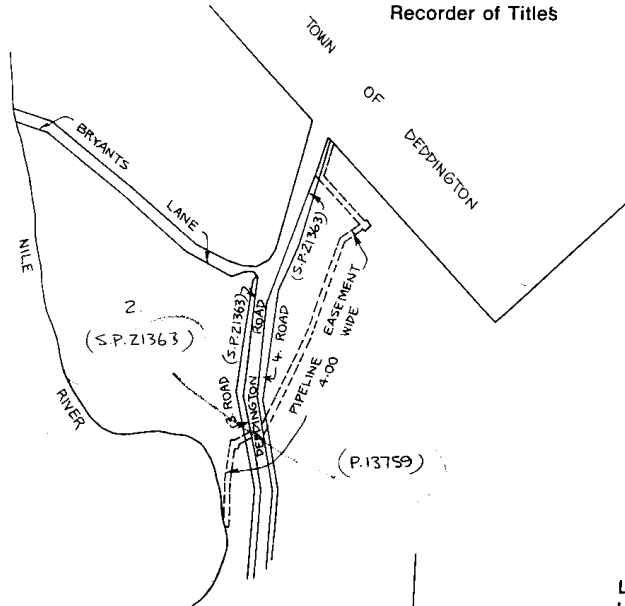 Recorder of Titles
TOWN
OF
DEDDINGTON
BRYANTS
LANE
NILE
RIVER
2.
(S.P.21363)
(S.P.21363)
(S.P.21363)
3 ROAD
DEDDINGTON
ROAD
4. ROAD
PIPELINE EASEMENT
4.00 WIDE
(P.13759)